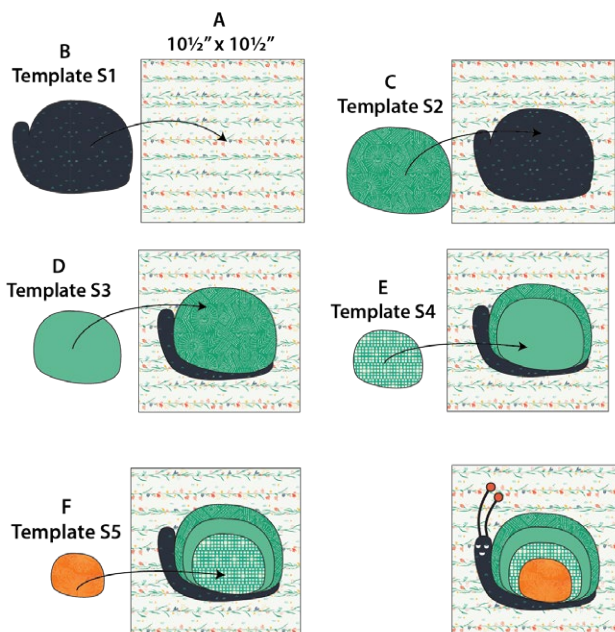 A
10½” x 10½”
B
Template S1
C
Template S2
D
Template S3
E
Template S4
F
Template S5